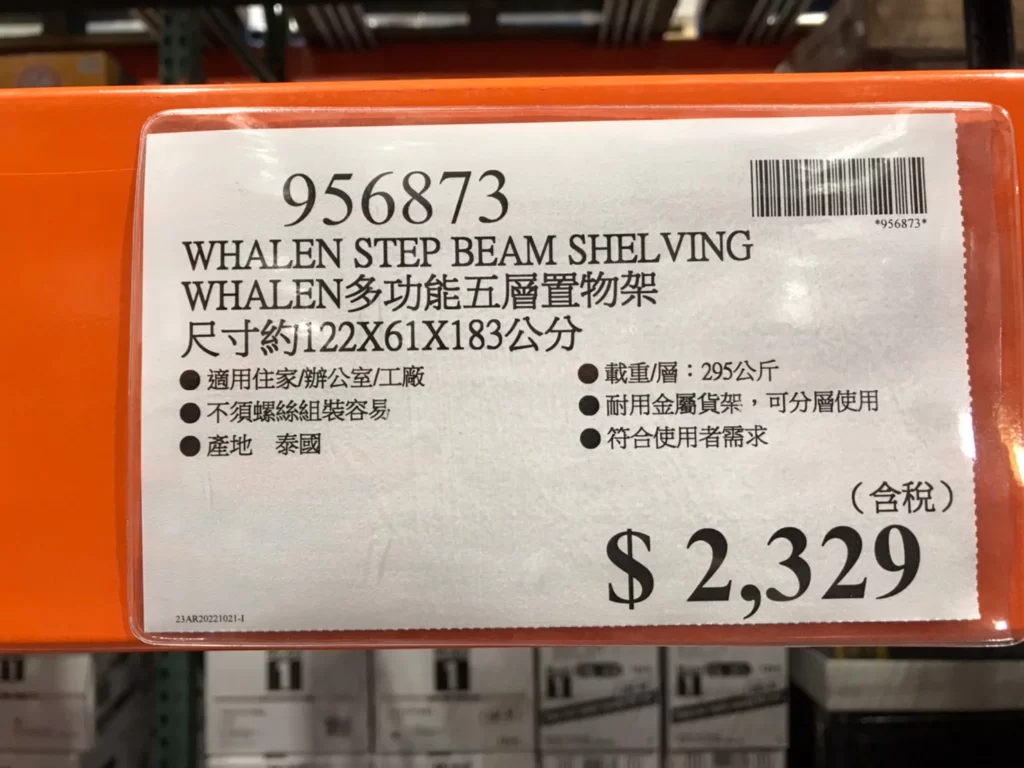 956873
*956873*
WHALEN STEP BEAM SHELVING
WHALEN多功能五層置物架
尺寸約122X61X183公分
● 適用住家/辦公室/工廠
● 載重/層：295公斤
● 不須螺絲組裝容易
● 耐用金屬貨架，可分層使用
● 產地 泰國
● 符合使用者需求
（含稅）
$ 2,329
23AR20221021-I
1
1
1
1